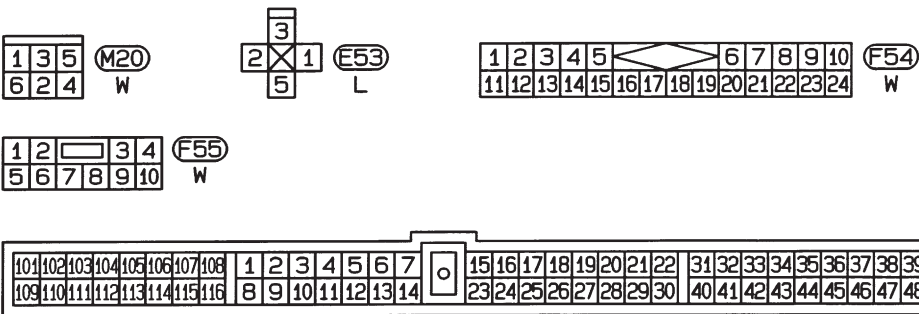 1 3 5 M20
6 2 4 W
3
2 1 E53
5 L
1 2 3 4 5 6 7 8 9 10 F54
11 12 13 14 15 16 17 18 19 20 21 22 23 24 W
1 2 3 4 F55
5 6 7 8 9 10 W
101 102 103 104 105 106 107 108 1 2 3 4 5 6 7 15 16 17 18 19 20 21 22 31 32 33 34 35 36 37 38 39
109 110 111 112 113 114 115 116 8 9 10 11 12 13 14 23 24 25 26 27 28 29 30 40 41 42 43 44 45 46 47 48